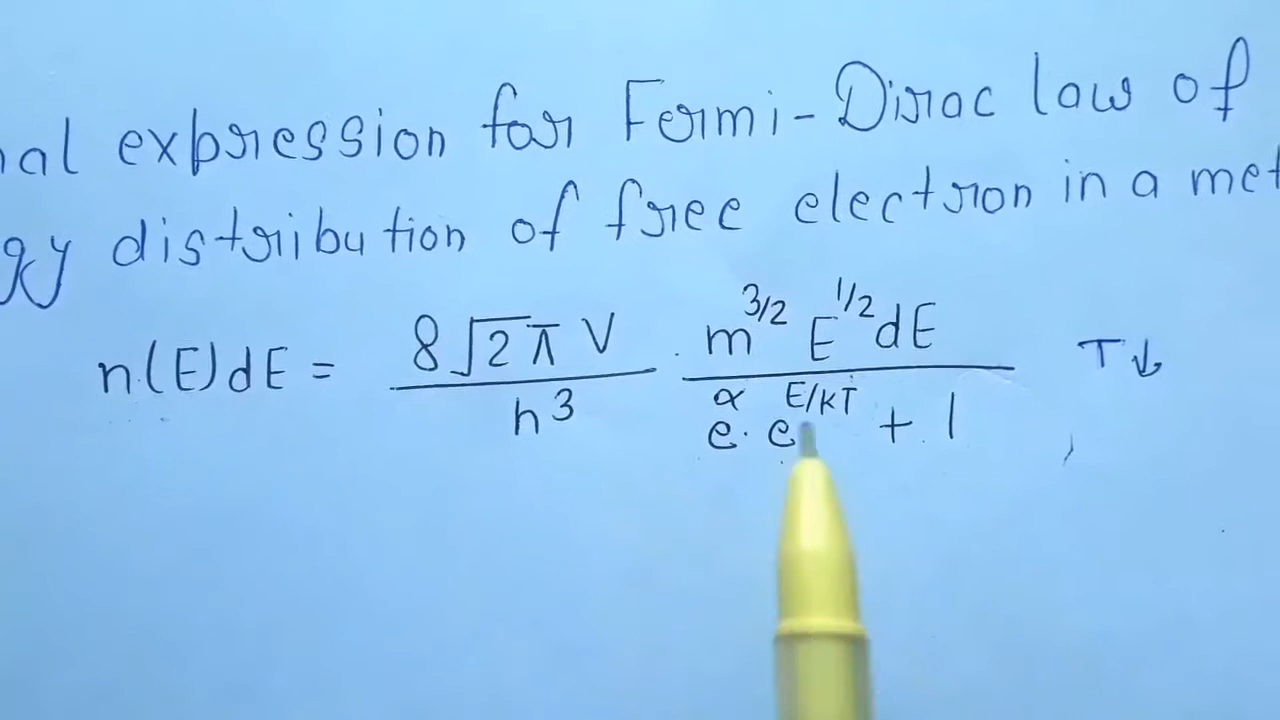 expression for Fermi-Dirac law of
distribution of free electron in a
n(E)dE = 8√2π V / h³ · m^3/2 E^1/2 dE / e^α · e^E/kT + 1 T↓